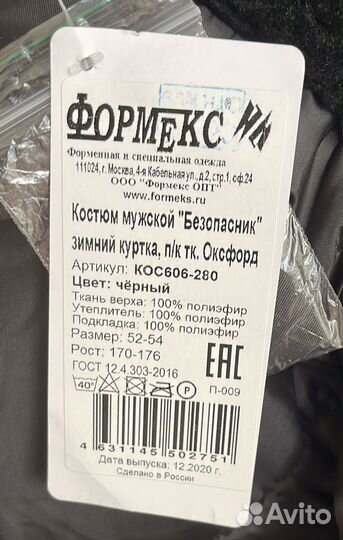 ФОРМЕКС®
Форменная и специальная одежда
111024, г. Москва, 4-я Кабельная ул., д.2, стр.1, оф.24
ООО "Формекс ОПТ"
www.formeks.ru
Костюм мужской "Безопасник"
зимний куртка, п/к тк. Оксфорд
Артикул: КОС606-280
Цвет: чёрный
Ткань верха: 100% полиэфир
Утеплитель: 100% полиэфир
Подкладка: 100% полиэфир
Размер: 52-54
Рост: 170-176
ГОСТ 12.4.303-2016
ЕАС
40° P
П-009
4 631145 502751
Дата выпуска: 12.2020 г.
Сделано в России
Avito